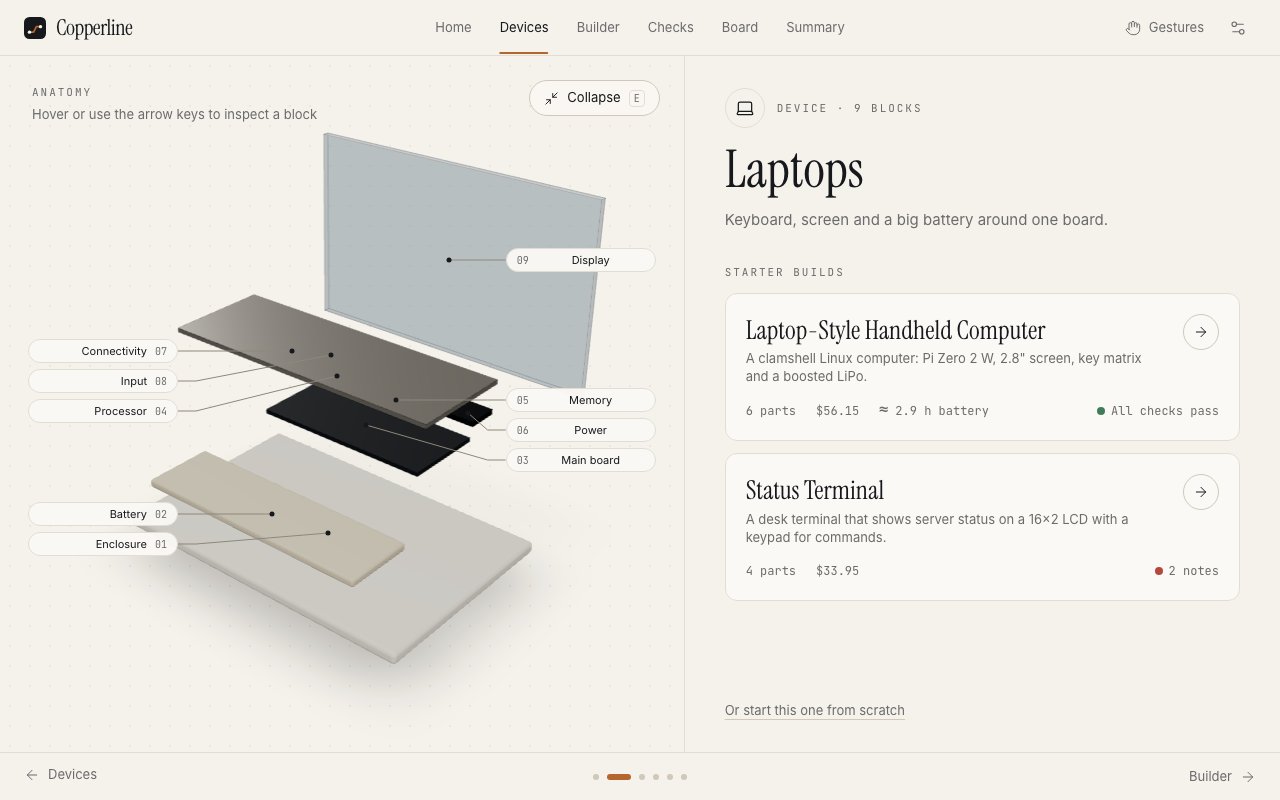 Copperline
Home
Devices
Builder
Checks
Board
Summary
Gestures
ANATOMY
Hover or use the arrow keys to inspect a block
Collapse E
09 Display
Connectivity 07
Input 08
Processor 04
05 Memory
06 Power
03 Main board
Battery 02
Enclosure 01
DEVICE · 9 BLOCKS
Laptops
Keyboard, screen and a big battery around one board.
STARTER BUILDS
Laptop-Style Handheld Computer
A clamshell Linux computer: Pi Zero 2 W, 2.8" screen, key matrix
and a boosted LiPo.
6 parts $56.15 ≈ 2.9 h battery All checks pass
Status Terminal
A desk terminal that shows server status on a 16×2 LCD with a
keypad for commands.
4 parts $33.95 2 notes
Or start this one from scratch
Devices
Builder